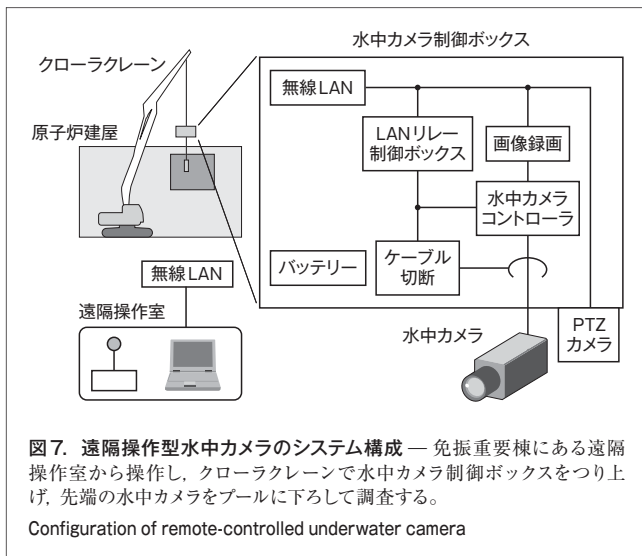 水中カメラ制御ボックス
クローラクレーン
原子炉建屋
無線LAN
LANリレー
制御ボックス
画像録画
水中カメラ
コントローラ
バッテリー
ケーブル
切断
無線LAN
遠隔操作室
水中カメラ
PTZ
カメラ
図7. 遠隔操作型水中カメラのシステム構成 — 免振重要棟にある遠隔
操作室から操作し,クローラクレーンで水中カメラ制御ボックスをつり上
げ,先端の水中カメラをプールに下ろして調査する。
Configuration of remote-controlled underwater camera